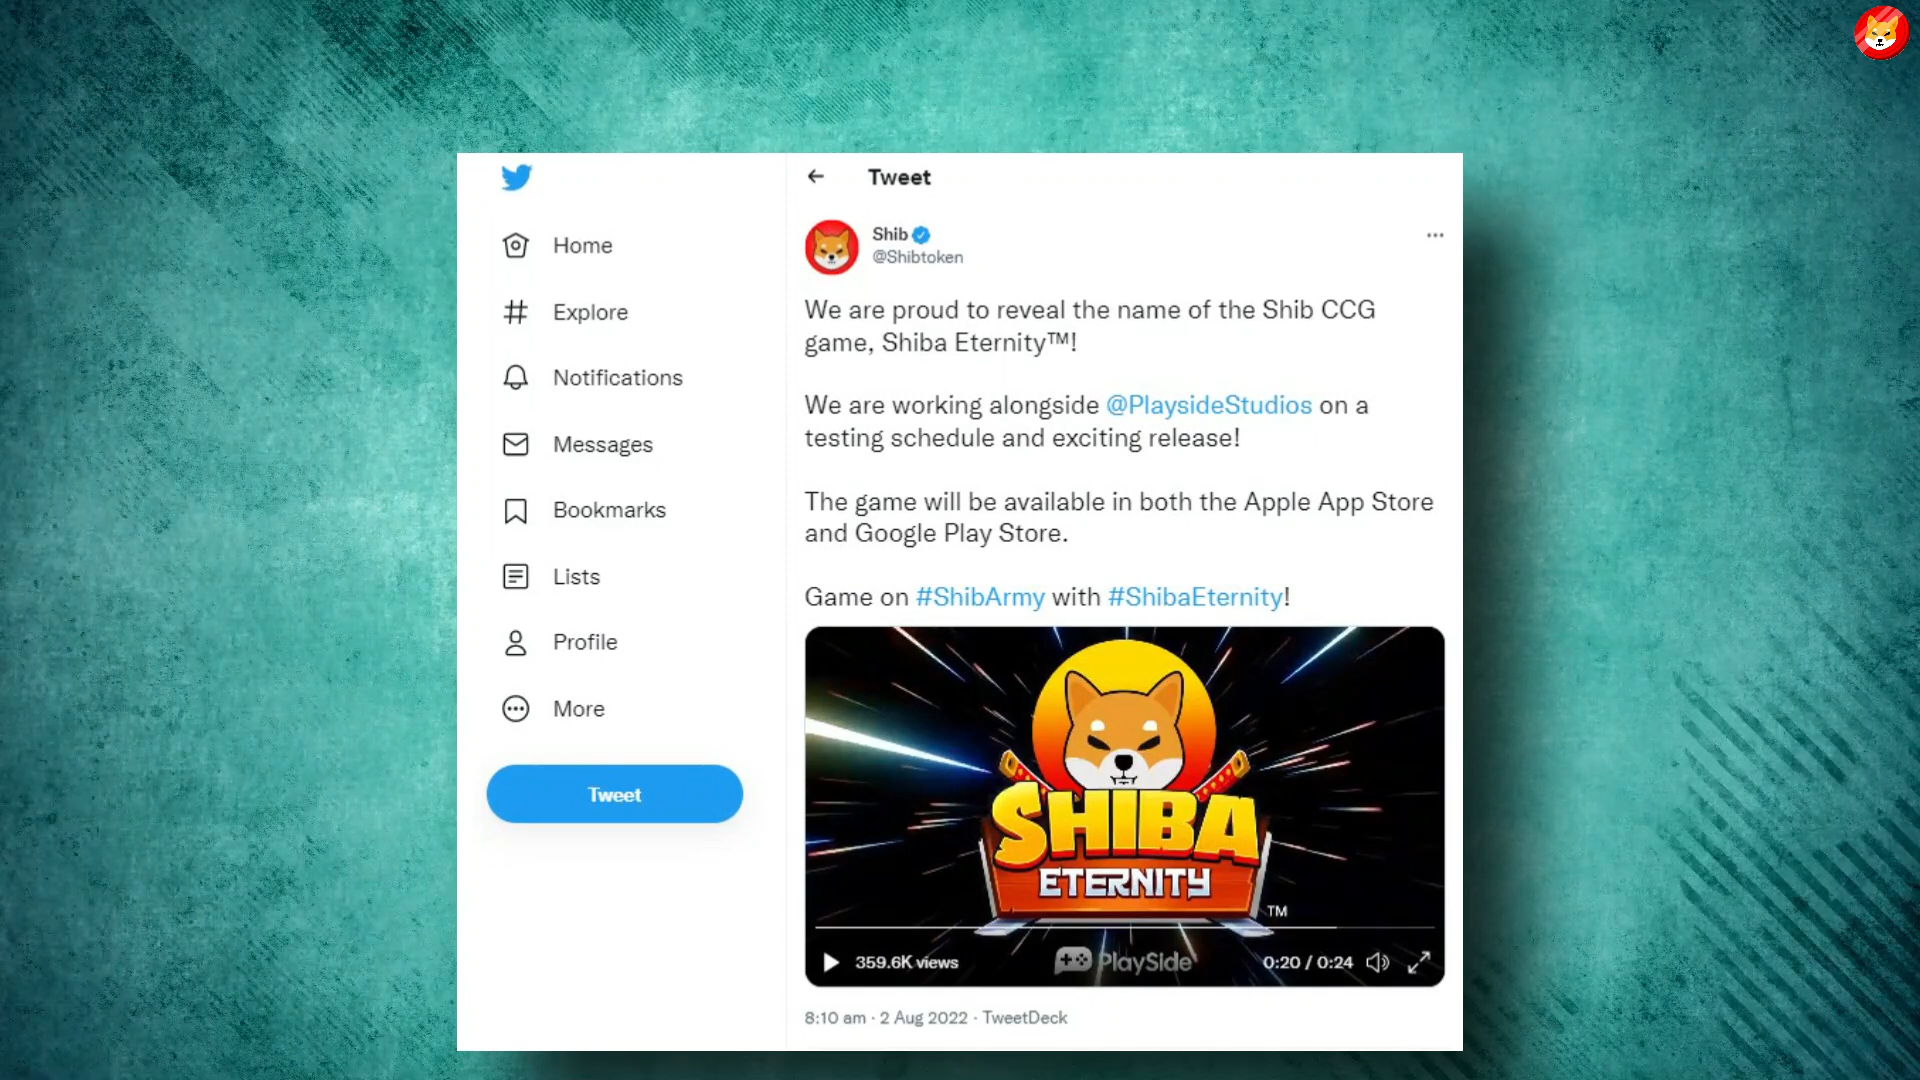 Tweet
Home
Explore
Notifications
Messages
Bookmarks
Lists
Profile
More
Tweet
Shib
@Shibtoken
We are proud to reveal the name of the Shib CCG
game, Shiba Eternity™!
We are working alongside @PlaysideStudios on a
testing schedule and exciting release!
The game will be available in both the Apple App Store
and Google Play Store.
Game on #ShibArmy with #ShibaEternity!
SHIBA
ETERNITY
TM
359.6K views
PlaySide
0:20 / 0:24
8:10 am · 2 Aug 2022 · TweetDeck